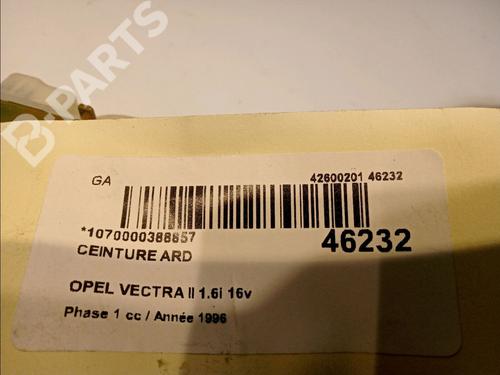 B-PARTS
GA
42600201 46232
*1070000388857
46232
CEINTURE ARD
OPEL VECTRA II 1.6i 16v
Phase 1 cc / Année 1996